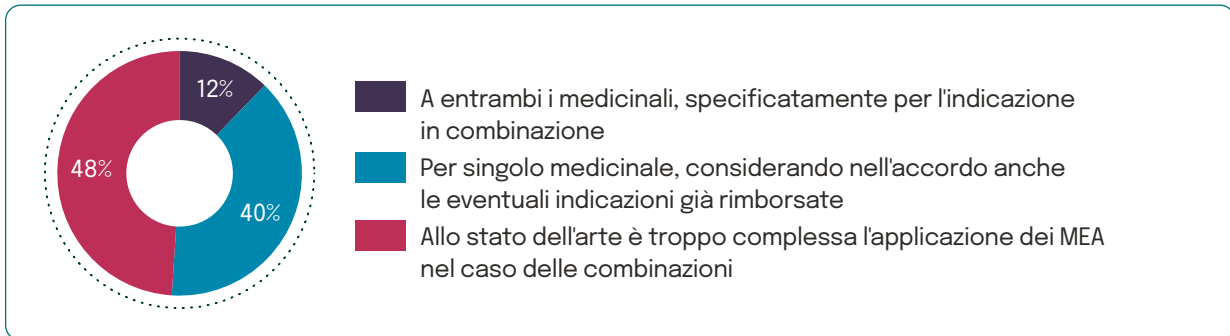 12%
48%
40%
A entrambi i medicinali, specificatamente per l'indicazione
in combinazione
Per singolo medicinale, considerando nell'accordo anche
le eventuali indicazioni già rimborsate
Allo stato dell'arte è troppo complessa l'applicazione dei MEA
nel caso delle combinazioni